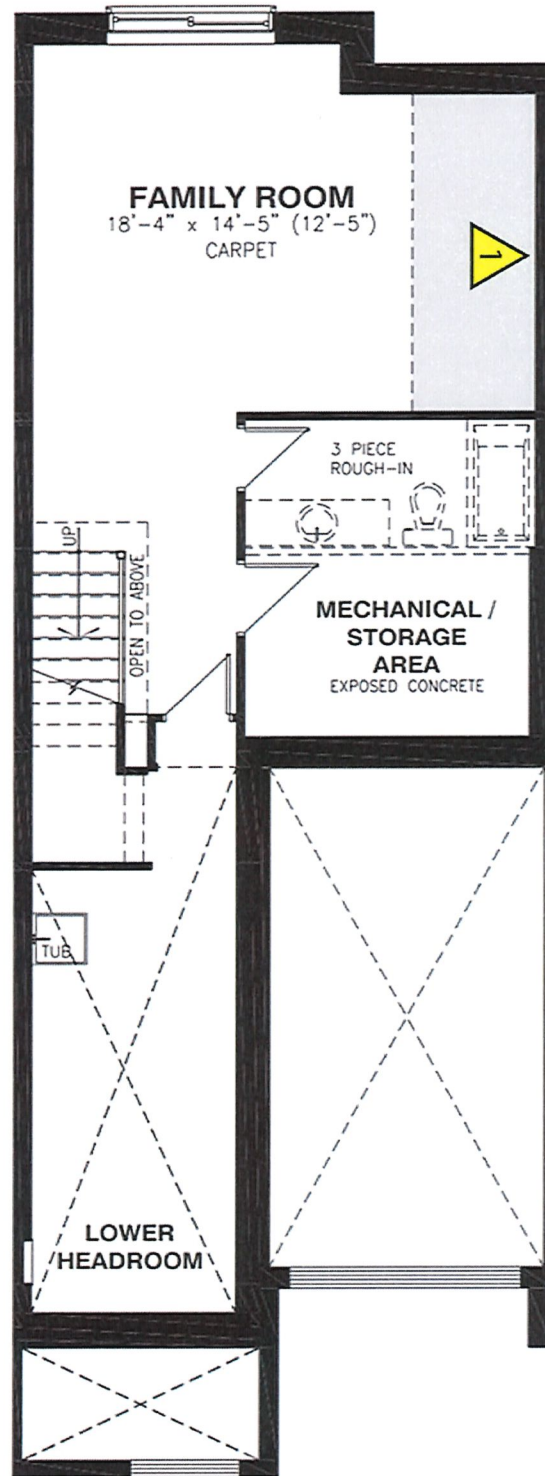 FAMILY ROOM
18'-4" x 14'-5" (12'-5")
CARPET
1
3 PIECE
ROUGH-IN
UP
OPEN TO ABOVE
MECHANICAL /
STORAGE
AREA
EXPOSED CONCRETE
TUB
LOWER
HEADROOM